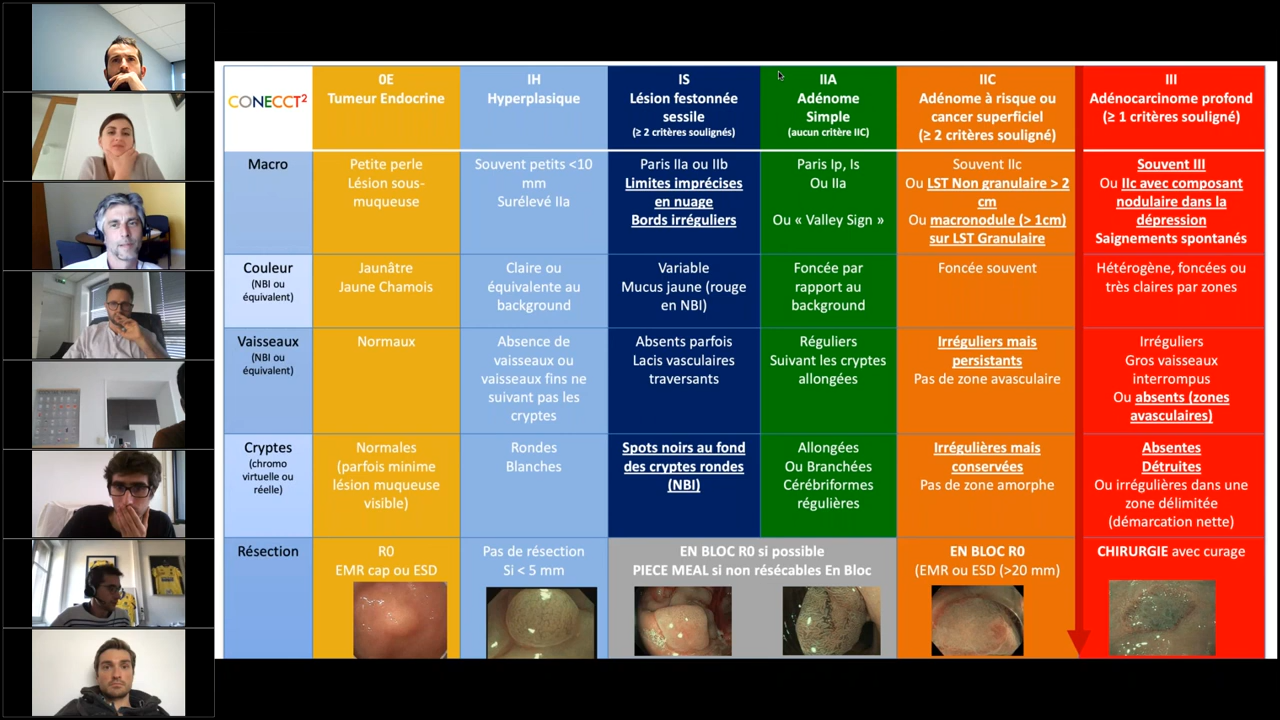 CONECCT²
0E
Tumeur Endocrine
IH
Hyperplasique
IS
Lésion festonnée
sessile
(≥ 2 critères soulignés)
IIA
Adénome
Simple
(aucun critère IIC)
IIC
Adénome à risque ou
cancer superficiel
(≥ 2 critères souligné)
III
Adénocarcinome profond
(≥ 1 critères souligné)
Macro
Petite perle
Lésion sous-
muqueuse
Souvent petits <10
mm
Surélevé IIa
Paris IIa ou IIb
Limites imprécises
en nuage
Bords irréguliers
Paris Ip, Is
Ou IIa
Ou « Valley Sign »
Souvent IIc
Ou LST Non granulaire > 2
cm
Ou macronodule (> 1cm)
sur LST Granulaire
Souvent III
Ou IIc avec composant
nodulaire dans la
dépression
Saignements spontanés
Couleur
(NBI ou
équivalent)
Jaunâtre
Jaune Chamois
Claire ou
équivalente au
background
Variable
Mucus jaune (rouge
en NBI)
Foncée par
rapport au
background
Foncée souvent
Hétérogène, foncées ou
très claires par zones
Vaisseaux
(NBI ou
équivalent)
Normaux
Absence de
vaisseaux ou
vaisseaux fins ne
suivant pas les
cryptes
Absents parfois
Lacis vasculaires
traversants
Réguliers
Suivant les cryptes
allongées
Irréguliers mais
persistants
Pas de zone avasculaire
Irréguliers
Gros vaisseaux
interrompus
Ou absents (zones
avasculaires)
Cryptes
(chromo
virtuelle ou
réelle)
Normales
(parfois minime
lésion muqueuse
visible)
Rondes
Blanches
Spots noirs au fond
des cryptes rondes
(NBI)
Allongées
Ou Branchées
Cérébriformes
régulières
Irrégulières mais
conservées
Pas de zone amorphe
Absentes
Détruites
Ou irrégulières dans une
zone délimitée
(démarcation nette)
Résection
R0
EMR cap ou ESD
Pas de résection
Si < 5 mm
EN BLOC R0 si possible
PIECE MEAL si non résécables En Bloc
EN BLOC R0
(EMR ou ESD (>20 mm)
CHIRURGIE avec curage